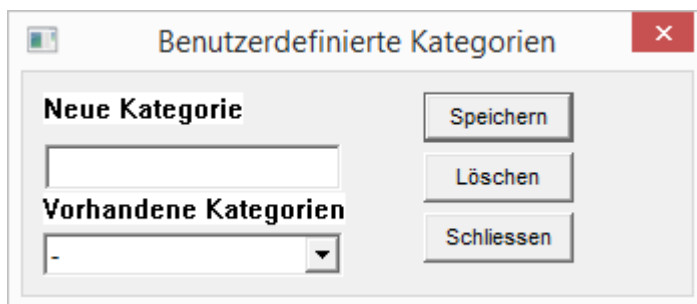 Benutzerdefinierte Kategorien
Neue Kategorie
Speichern
Löschen
Vorhandene Kategorien
-
Schliessen